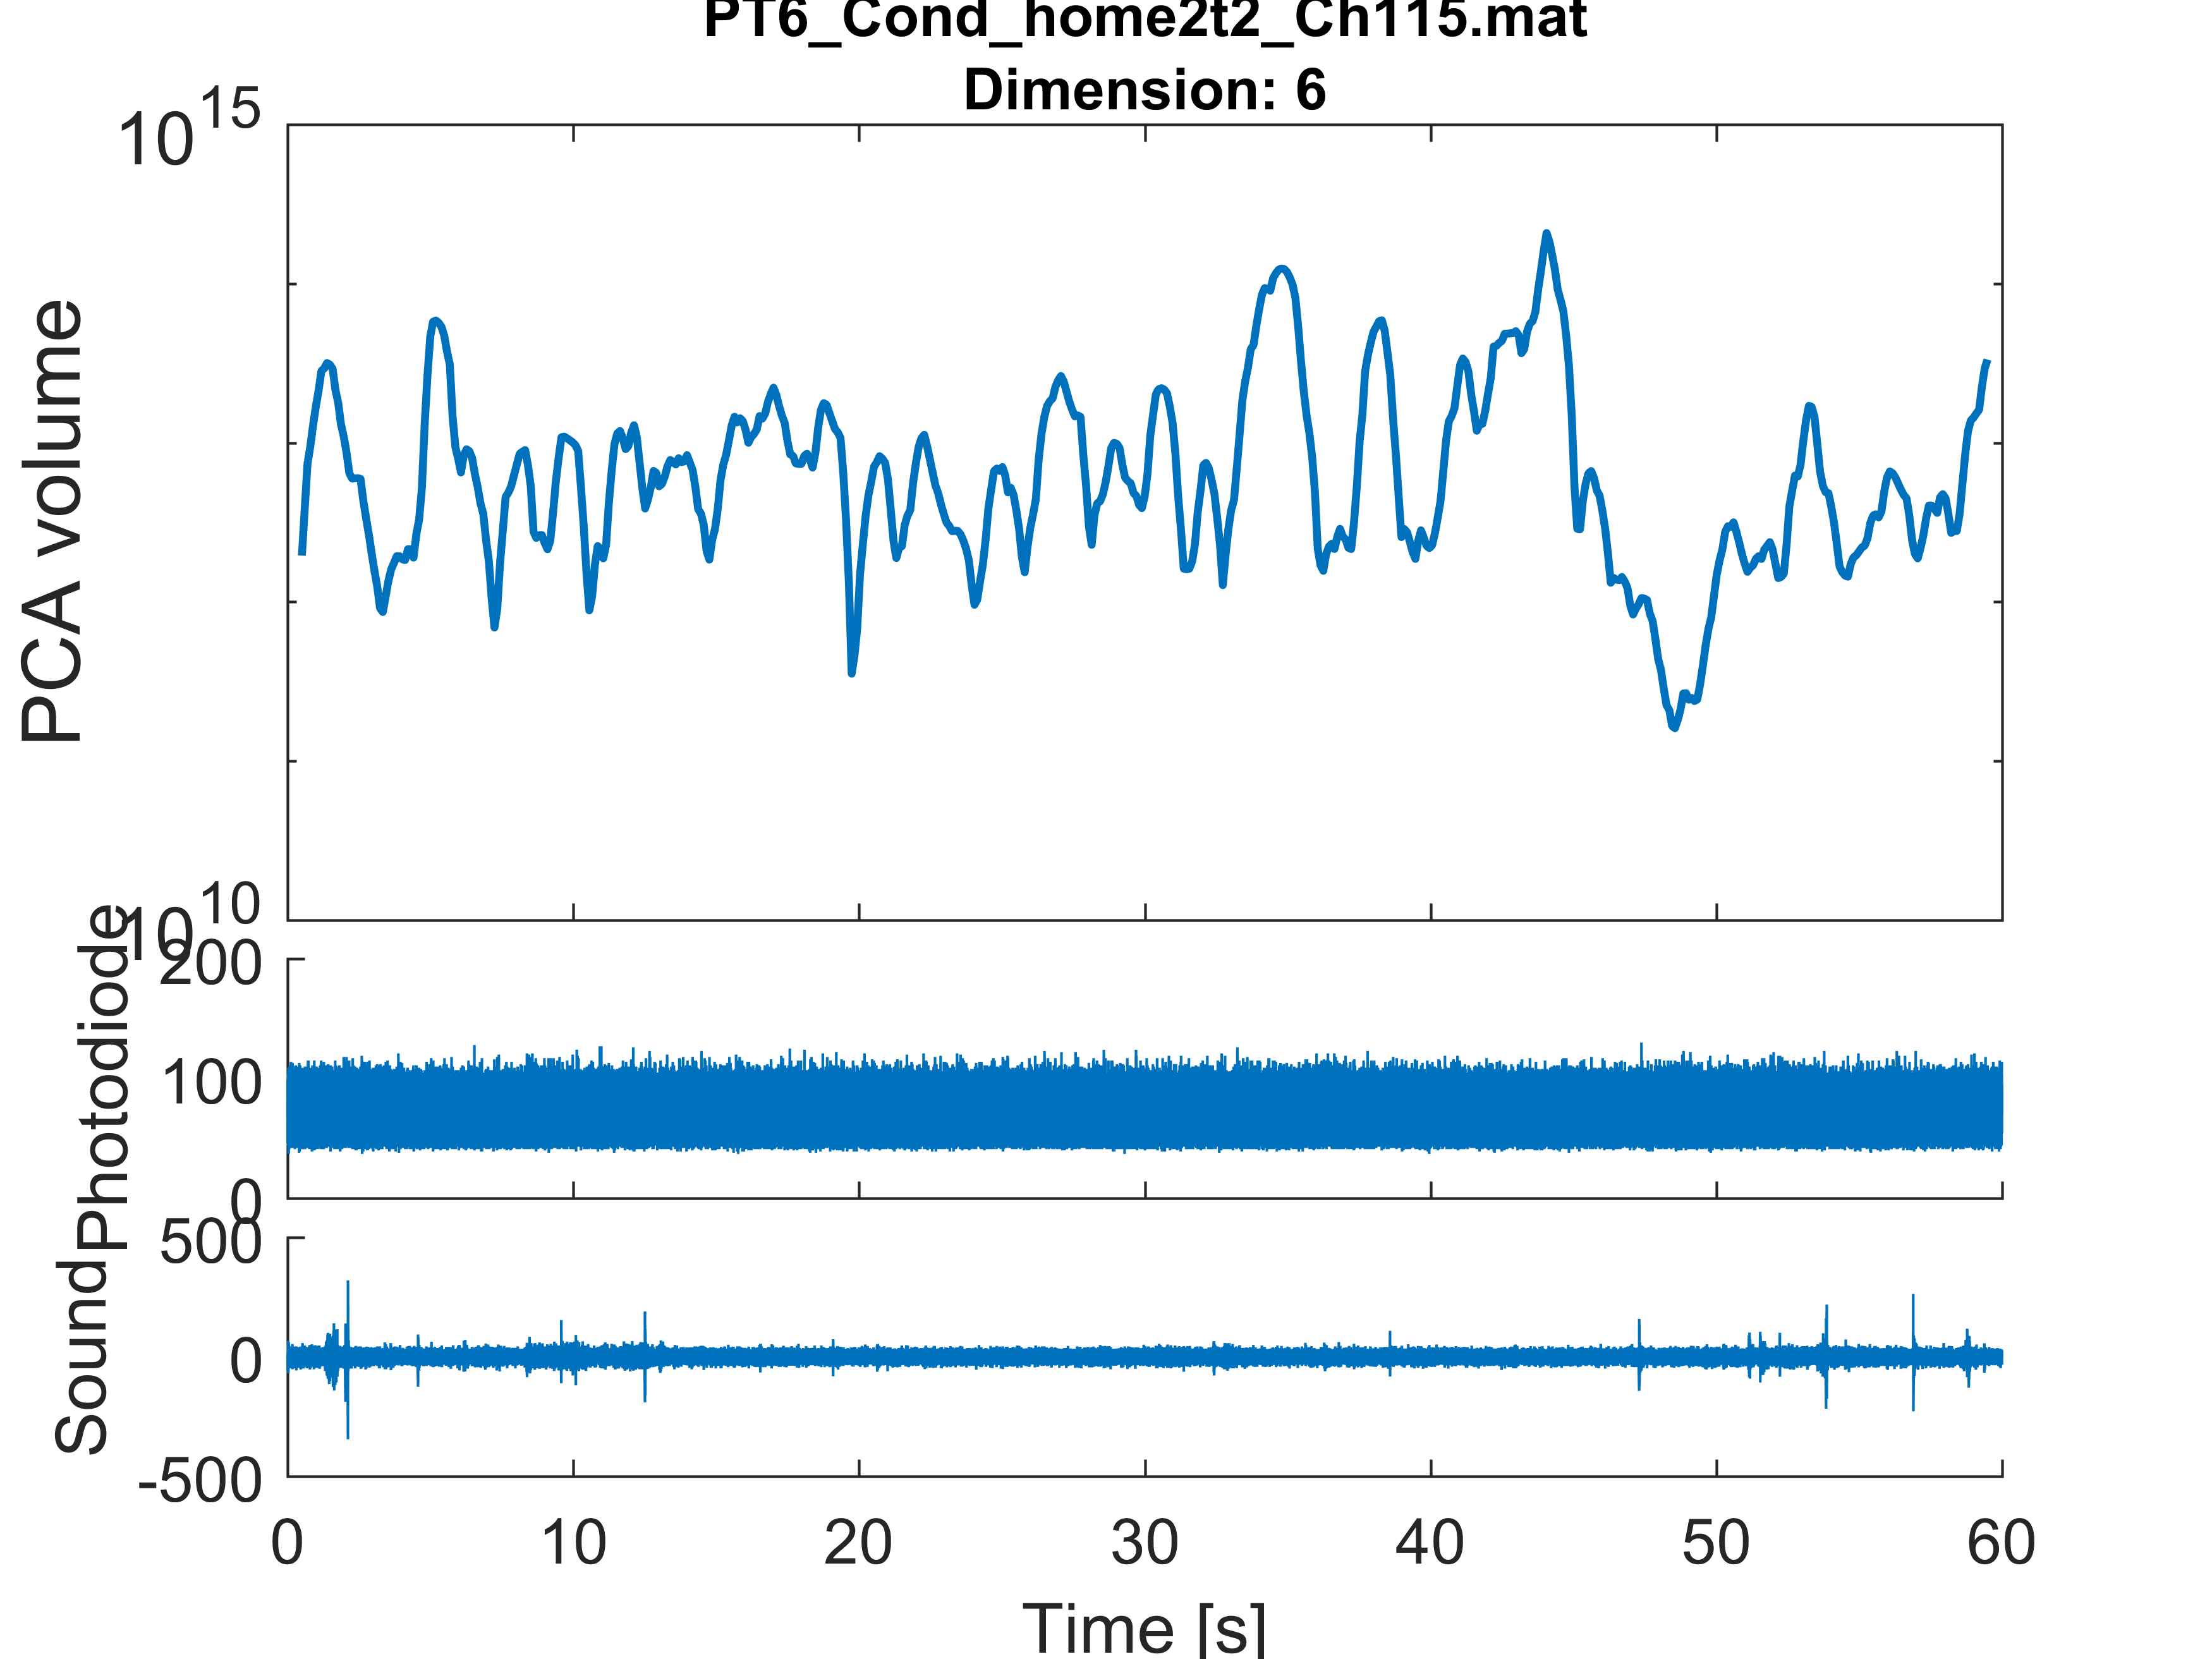 PT6_Cond_home2t2_Ch115.mat
Dimension: 6
10^15
PCA volume
10^10
200
100
0
Photodiode
500
0
-500
Sound
0 10 20 30 40 50 60
Time [s]